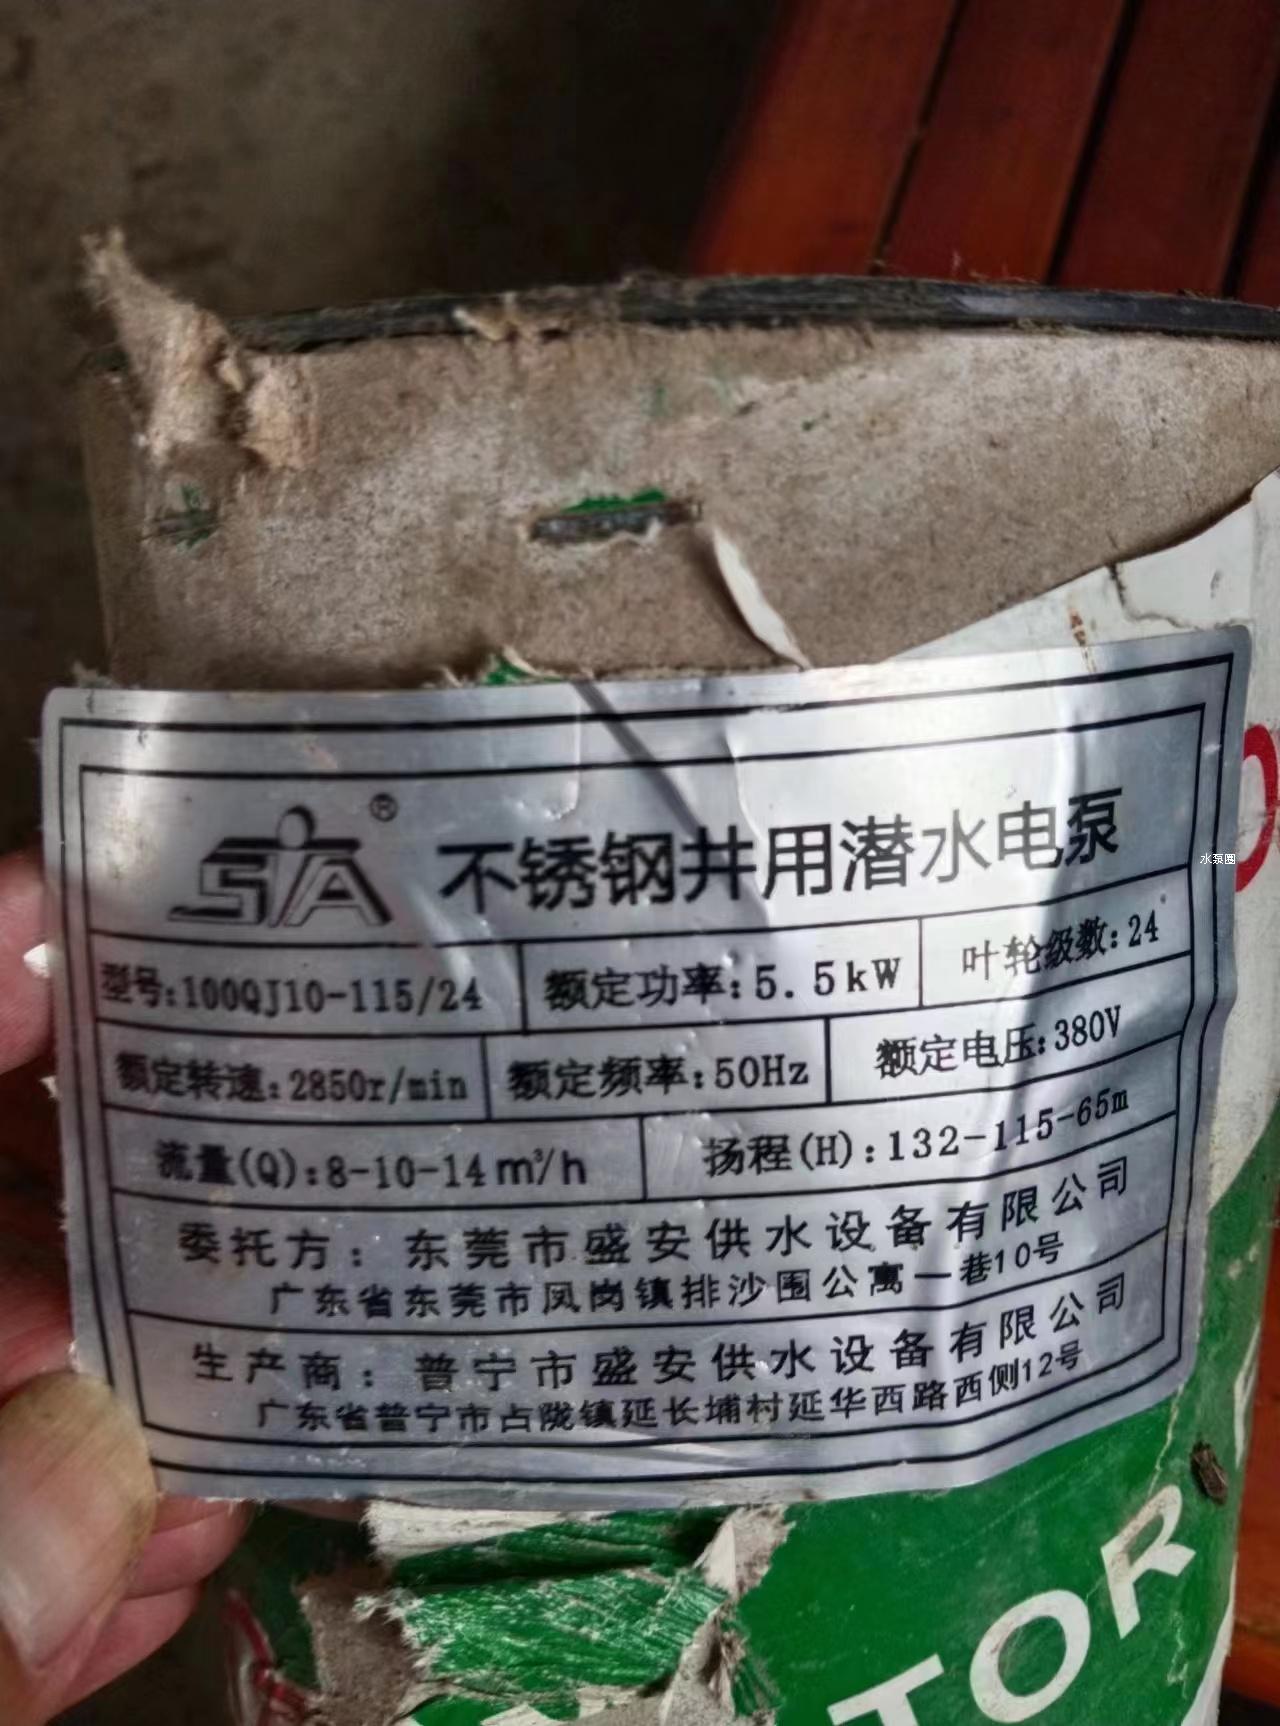 STA®
不锈钢井用潜水电泵
水泵圈
型号:100QJ10-115/24 额定功率:5.5kW 叶轮级数:24
额定转速:2850r/min 额定频率:50Hz 额定电压:380V
流量(Q):8-10-14m³/h 扬程(H):132-115-65m
委托方：东莞市盛安供水设备有限公司
广东省东莞市凤岗镇排沙围公寓一巷10号
生产商：普宁市盛安供水设备有限公司
广东省普宁市占陇镇延长埔村延华西路西侧12号
TOR